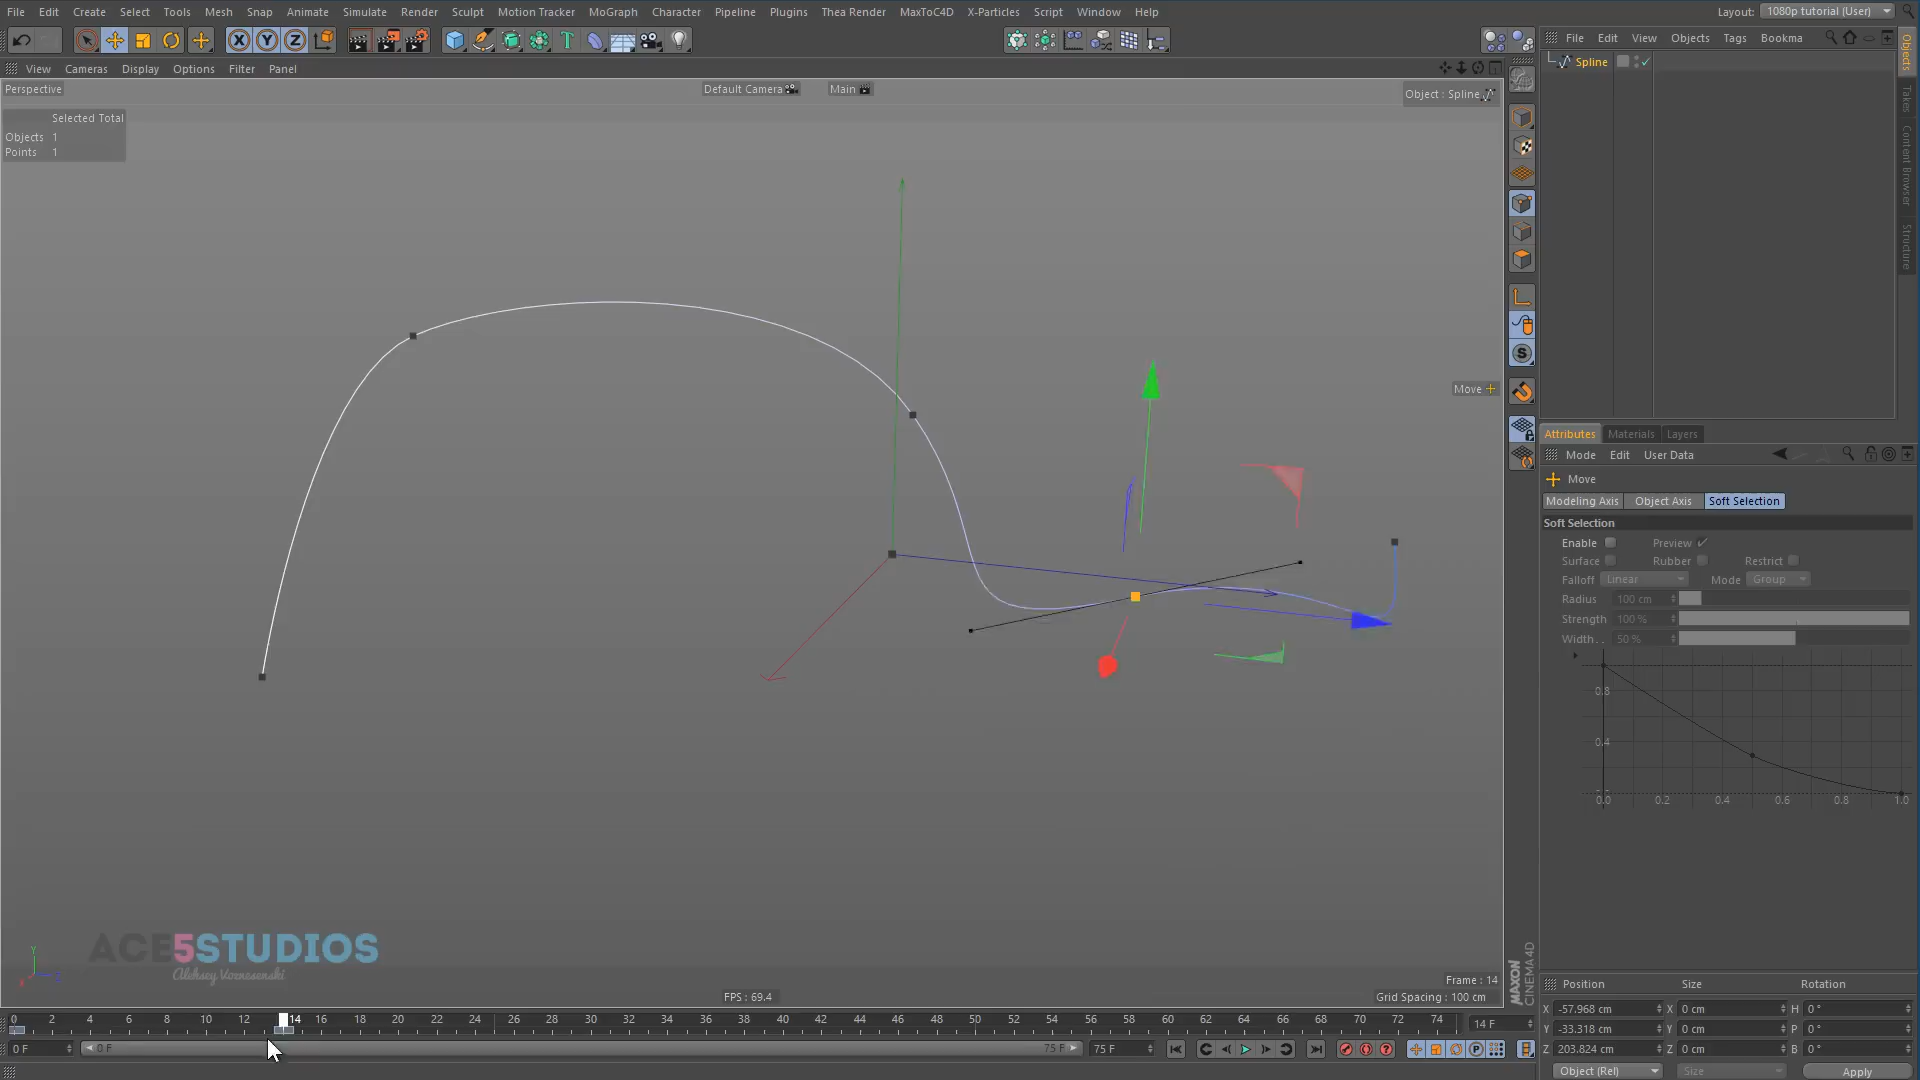 File Edit Create Select Tools Mesh Snap Animate Simulate Render Sculpt Motion Tracker MoGraph Character Pipeline Plugins Thea Render MaxToC4D X-Particles Script Window Help Layout: 1080p tutorial (User)
X Y Z
File Edit View Objects Tags Bookma
View Cameras Display Options Filter Panel
Spline
Objects
Takes
Content Browser
Structure
Perspective Default Camera Main Object : Spline
Selected Total
Objects 1
Points 1
Move
S
Attributes Materials Layers
Mode Edit User Data
Move
Modeling Axis Object Axis Soft Selection
Soft Selection
Enable Preview
Surface Rubber Restrict
Falloff Linear Mode Group
Radius 100 cm
Strength 100 %
Width.. 50 %
0.8
0.4
0.0 0.2 0.4 0.6 0.8 1.0
ACE5STUDIOS
Aleksey Voznesenski
Y
MAXON
CINEMA 4D
Frame : 14
FPS : 69.4 Grid Spacing : 100 cm
Position Size Rotation
X -57.968 cm X 0 cm H 0 °
Y -33.318 cm Y 0 cm P 0 °
Z 203.824 cm Z 0 cm B 0 °
Object (Rel) Size Apply
0 2 4 6 8 10 12 14 16 18 20 22 24 26 28 30 32 34 36 38 40 42 44 46 48 50 52 54 56 58 60 62 64 66 68 70 72 74 14 F
0 F 0 F 75 F 75 F